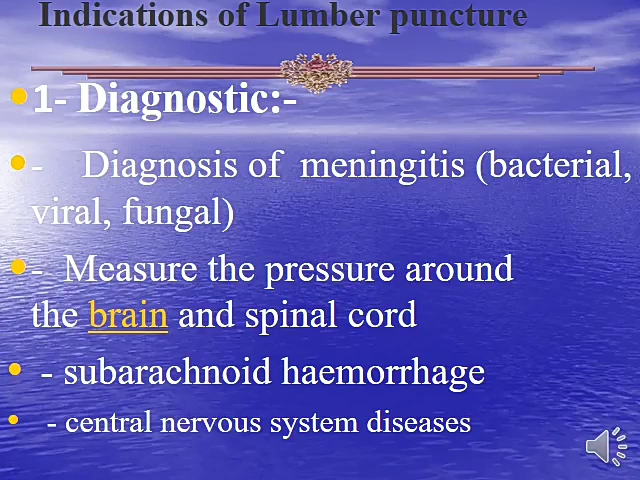 Indications of Lumber puncture
1- Diagnostic:-
- Diagnosis of meningitis (bacterial,
viral, fungal)
- Measure the pressure around
the brain and spinal cord
- subarachnoid haemorrhage
- central nervous system diseases